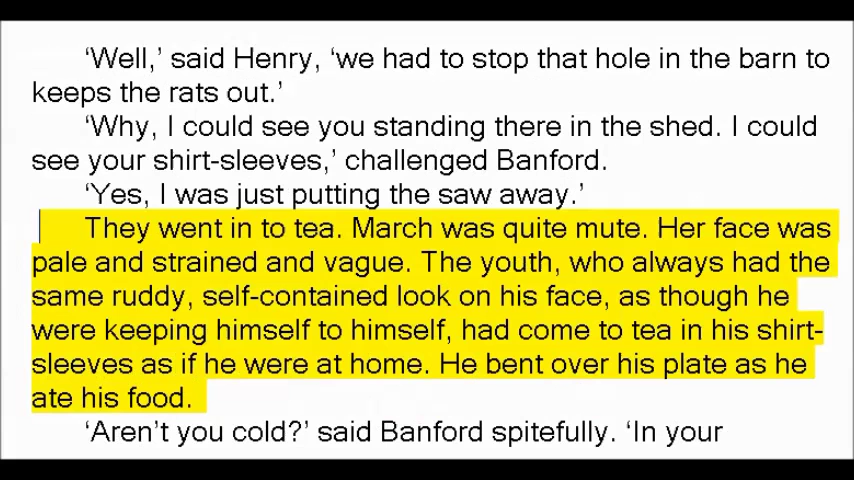 ‘Well,’ said Henry, ‘we had to stop that hole in the barn to
keeps the rats out.’
‘Why, I could see you standing there in the shed. I could
see your shirt-sleeves,’ challenged Banford.
‘Yes, I was just putting the saw away.’
They went in to tea. March was quite mute. Her face was
pale and strained and vague. The youth, who always had the
same ruddy, self-contained look on his face, as though he
were keeping himself to himself, had come to tea in his shirt-
sleeves as if he were at home. He bent over his plate as he
ate his food.
‘Aren’t you cold?’ said Banford spitefully. ‘In your